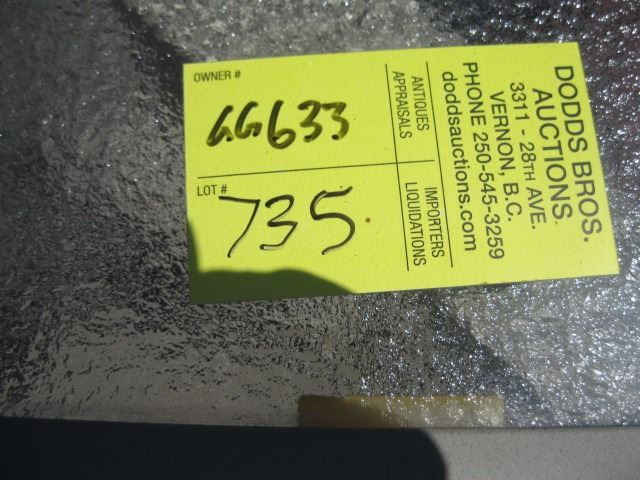 OWNER #
GG633
LOT #
735
ANTIQUES
APPRAISALS
IMPORTERS
LIQUIDATIONS
DODDS BROS.
AUCTIONS
3311 - 28TH AVE.
VERNON, B.C.
PHONE 250-545-3259
doddsauctions.com